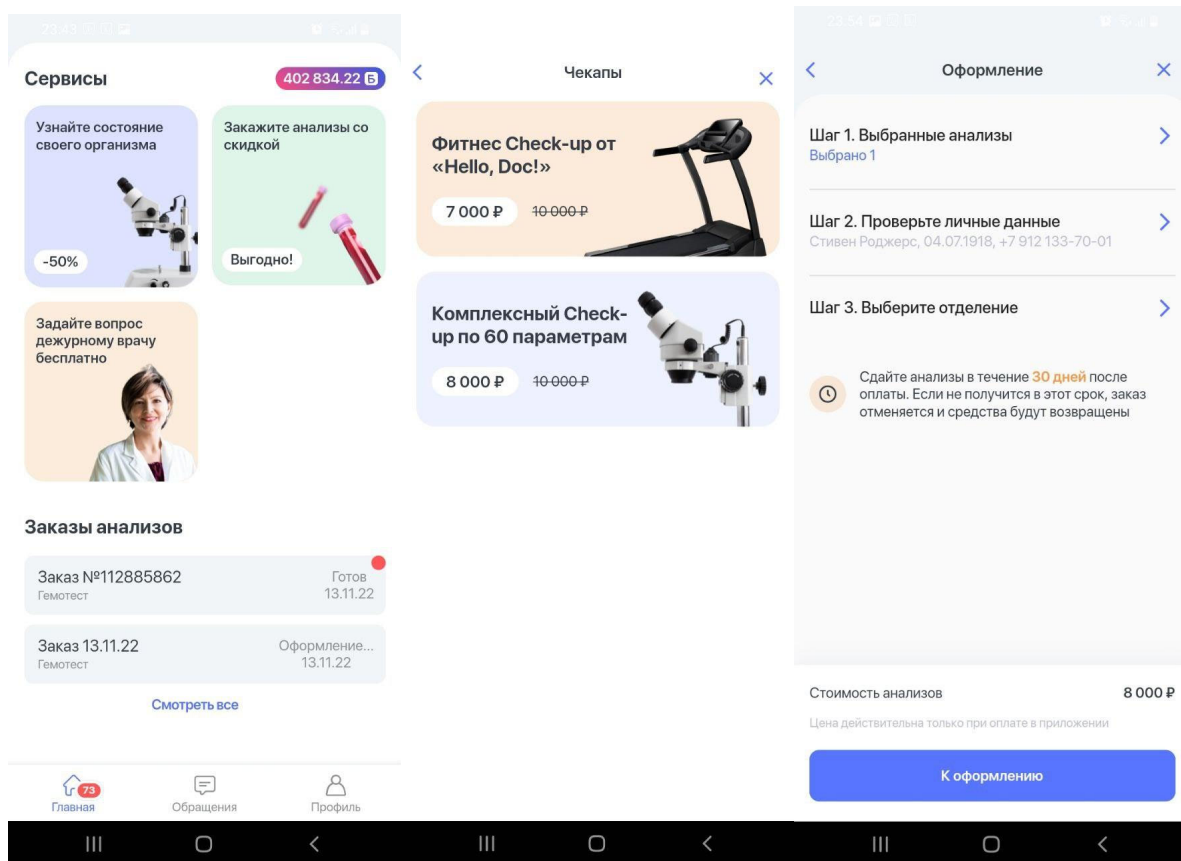 23:43
Сервисы
402 834.22 Б
Узнайте состояние
своего организма
-50%
Закажите анализы со
скидкой
Выгодно!
Задайте вопрос
дежурному врачу
бесплатно
Заказы анализов
Заказ №112885862
Готов
Гемотест
13.11.22
Заказ 13.11.22
Оформление...
Гемотест
13.11.22
Смотреть все
73
Главная
Обращения
Профиль
Чекапы
Фитнес Check-up от
«Hello, Doc!»
7 000 ₽ 10 000 ₽
Комплексный Check-
up по 60 параметрам
8 000 ₽ 10 000 ₽
23:54
Оформление
Шаг 1. Выбранные анализы
Выбрано 1
Шаг 2. Проверьте личные данные
Стивен Роджерс, 04.07.1918, +7 912 133-70-01
Шаг 3. Выберите отделение
Сдайте анализы в течение 30 дней после
оплаты. Если не получится в этот срок, заказ
отменяется и средства будут возвращены
Стоимость анализов 8 000 ₽
Цена действительна только при оплате в приложении
К оформлению